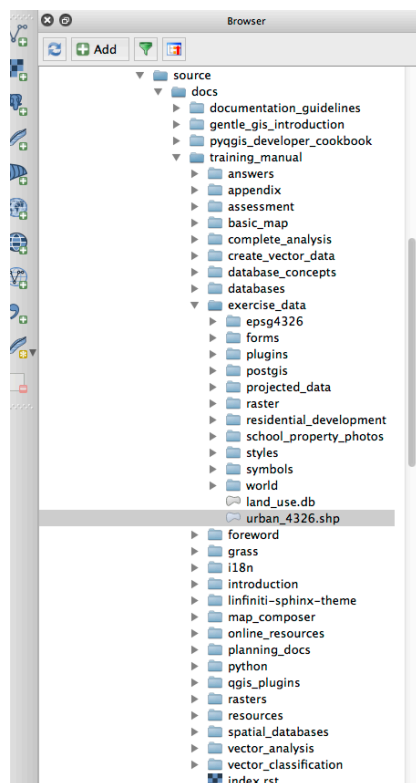 Browser
Add
source
docs
documentation_guidelines
gentle_gis_introduction
pyqgis_developer_cookbook
training_manual
answers
appendix
assessment
basic_map
complete_analysis
create_vector_data
database_concepts
databases
exercise_data
epsg4326
forms
plugins
postgis
projected_data
raster
residential_development
school_property_photos
styles
symbols
world
land_use.db
urban_4326.shp
foreword
grass
i18n
introduction
linfiniti-sphinx-theme
map_composer
online_resources
planning_docs
python
qgis_plugins
rasters
resources
spatial_databases
vector_analysis
vector_classification
index.rst